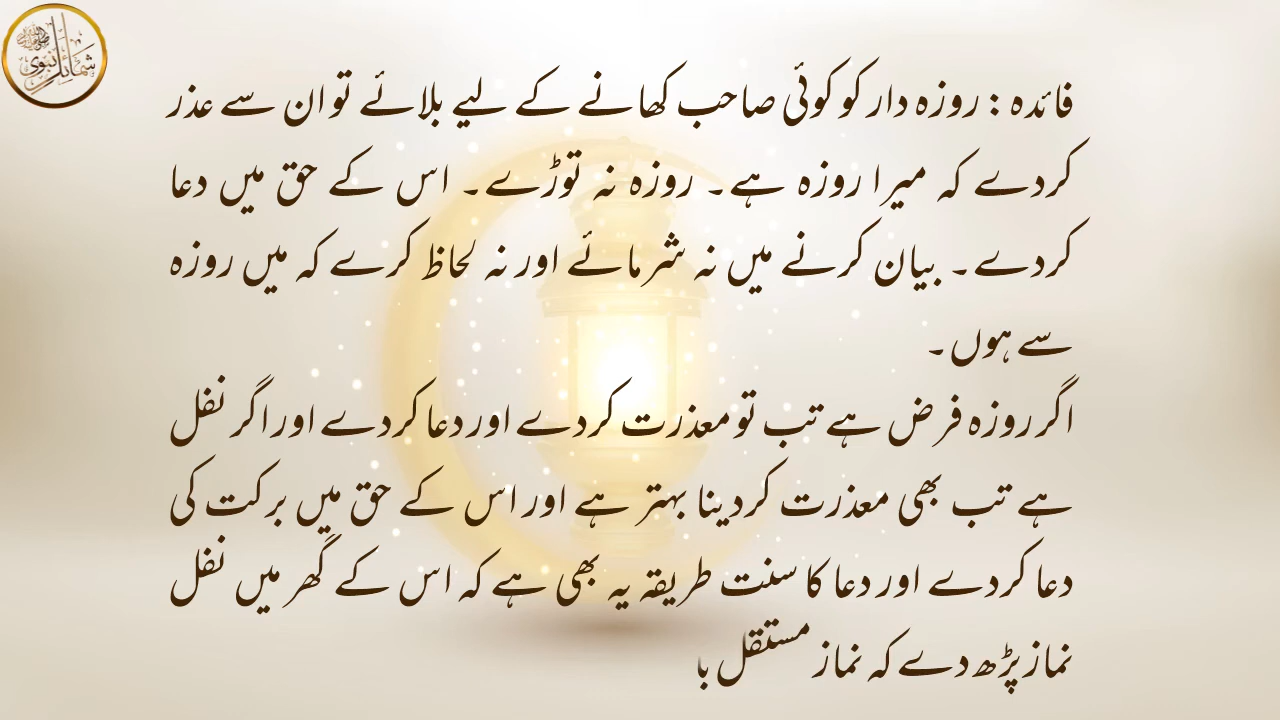 شمائل نبوی
فائدہ : روزہ دار کو کوئی صاحب کھانے کے لیے بلائے تو ان سے عذر
کردے کہ میرا روزہ ہے۔ روزہ نہ توڑے۔ اس کے حق میں دعا
کردے۔ بیان کرنے میں نہ شرمائے اور نہ لحاظ کرے کہ میں روزہ
سے ہوں۔
اگر روزہ فرض ہے تب تو معذرت کردے اور دعا کردے اور اگر نفل
ہے تب بھی معذرت کردینا بہتر ہے اور اس کے حق میں برکت کی
دعا کردے اور دعا کا سنت طریقہ یہ بھی ہے کہ اس کے گھر میں نفل
نماز پڑھ دے کہ نماز مستقل با